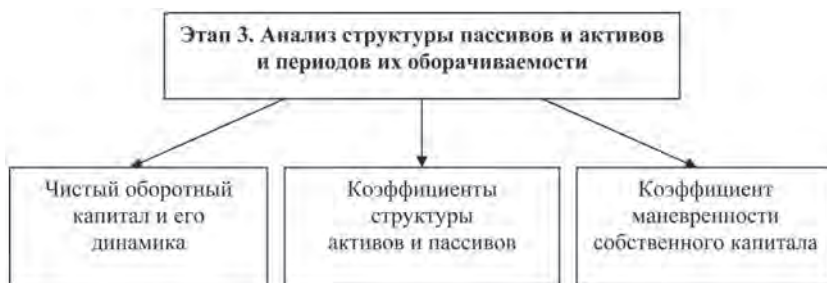 Этап 3. Анализ структуры пассивов и активов
и периодов их оборачиваемости
Чистый оборотный
капитал и его
динамика
Коэффициенты
структуры
активов и пассивов
Коэффициент
маневренности
собственного капитала